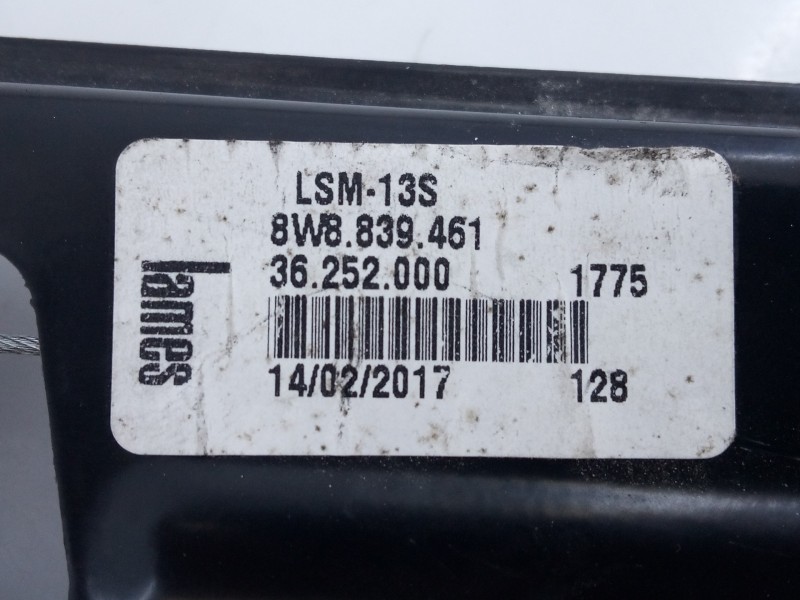 LSM-13S
8W8.839.461
36.252.000 1775
14/02/2017 128
Lames